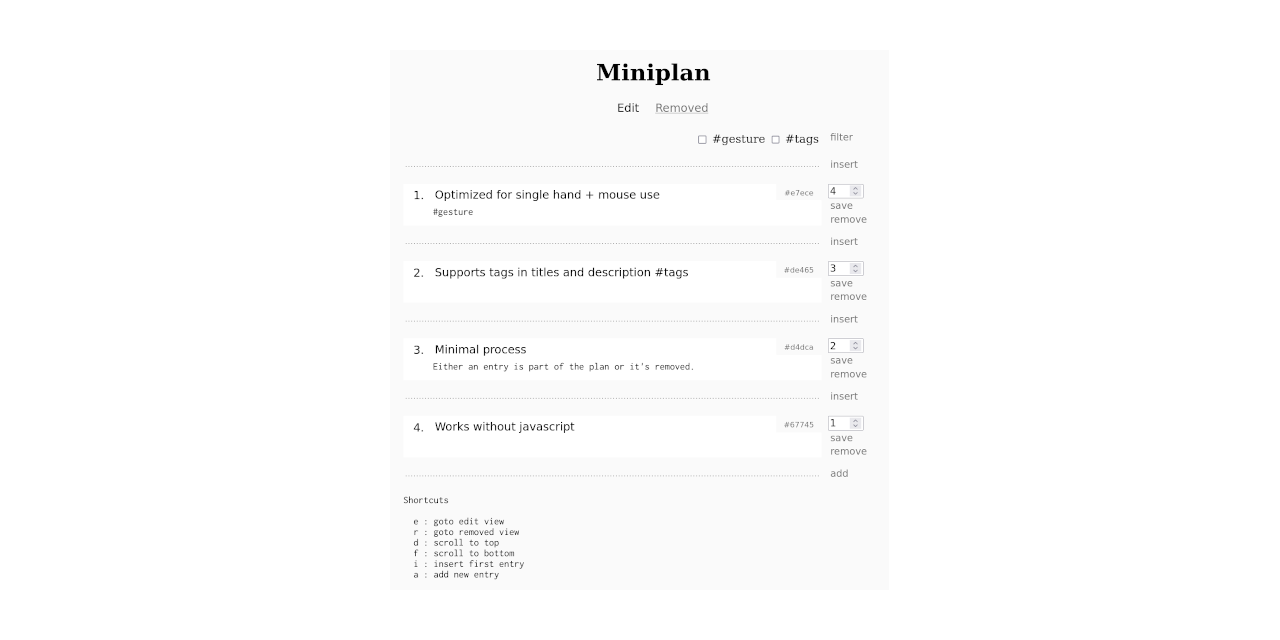 Miniplan
Edit Removed
#gesture #tags filter
insert
1. Optimized for single hand + mouse use #e7ece 4
#gesture save
remove
insert
2. Supports tags in titles and description #tags #de465 3
save
remove
insert
3. Minimal process #d4dca 2
Either an entry is part of the plan or it's removed. save
remove
insert
4. Works without javascript #67745 1
save
remove
add
Shortcuts
e : goto edit view
r : goto removed view
d : scroll to top
f : scroll to bottom
i : insert first entry
a : add new entry